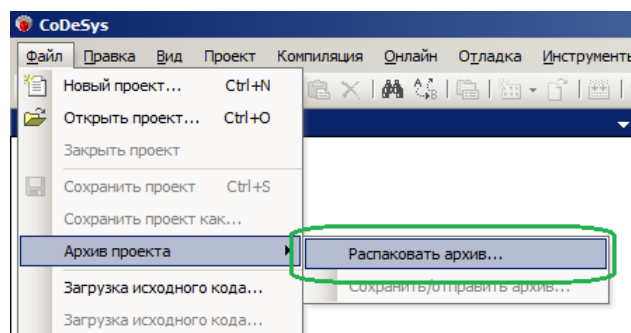 CoDeSys
Файл Правка Вид Проект Компиляция Онлайн Отладка Инструменты
Новый проект... Ctrl+N
Открыть проект... Ctrl+O
Закрыть проект
Сохранить проект Ctrl+S
Сохранить проект как...
Архив проекта Распаковать архив...
Загрузка исходного кода... Сохранить/отправить архив...
Загрузка исходного кода...